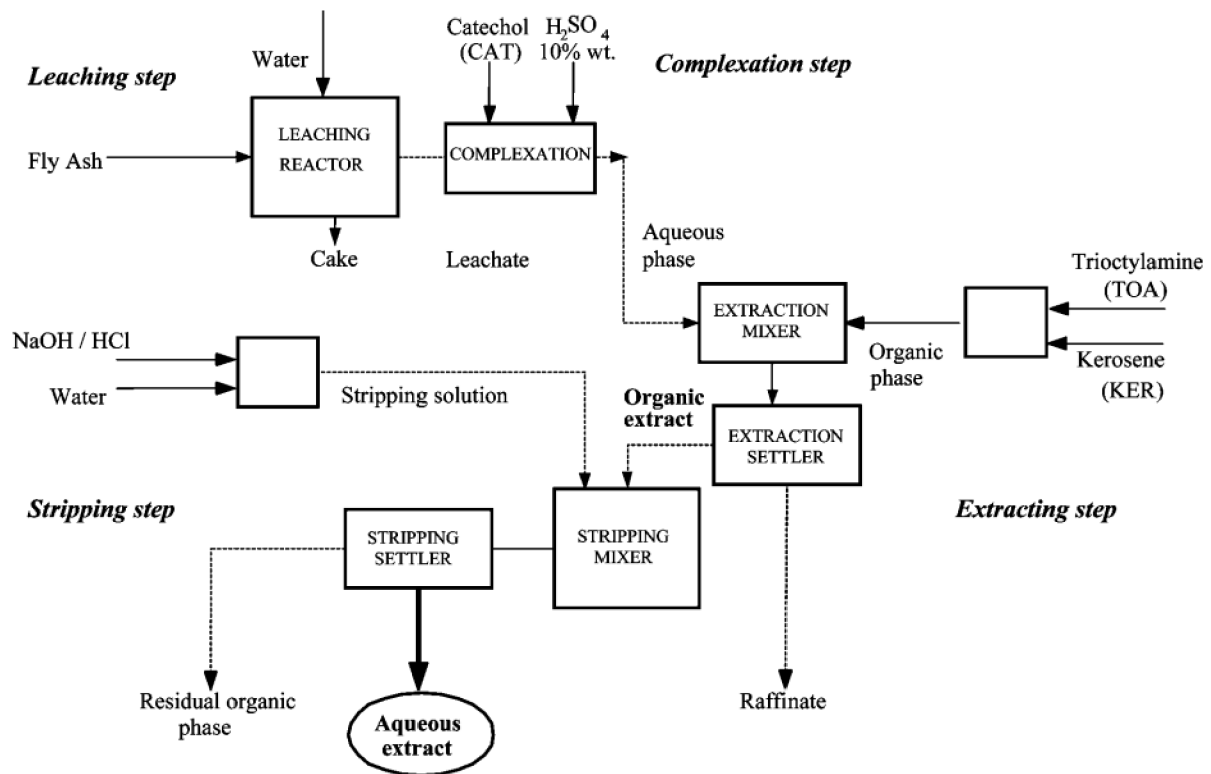 Water
Catechol
(CAT)
H₂SO₄
10% wt.
Leaching step
Complexation step
LEACHING
REACTOR
COMPLEXATION
Fly Ash
Cake
Leachate
Aqueous
phase
Trioctylamine
(TOA)
EXTRACTION
MIXER
NaOH / HCl
Organic
phase
Kerosene
(KER)
Water
Stripping solution
Organic
extract
EXTRACTION
SETTLER
Stripping step
Extracting step
STRIPPING
SETTLER
STRIPPING
MIXER
Residual organic
phase
Raffinate
Aqueous
extract